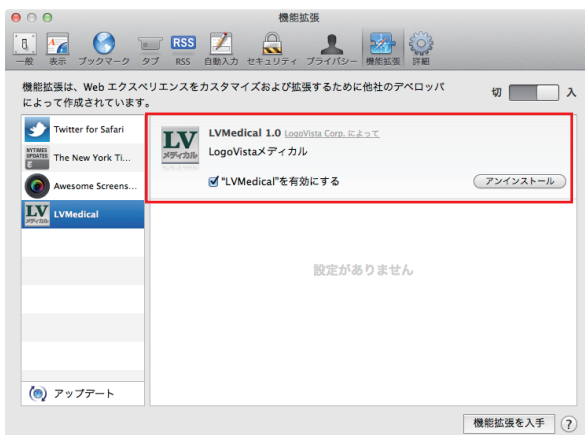 機能拡張
RSS
一般 表示 ブックマーク タブ RSS 自動入力 セキュリティ プライバシー 機能拡張 詳細
機能拡張は、Web エクスペリエンスをカスタマイズおよび拡張するために他社のデベロッパ
によって作成されています。
切 入
Twitter for Safari
NYTIMES
UPDATES
E
The New York Ti...
Awesome Screens...
LV
メディカル
LVMedical
LV
メディカル
LVMedical 1.0 LogoVista Corp. によって
LogoVistaメディカル
"LVMedical"を有効にする
アンインストール
設定がありません
アップデート
機能拡張を入手
?